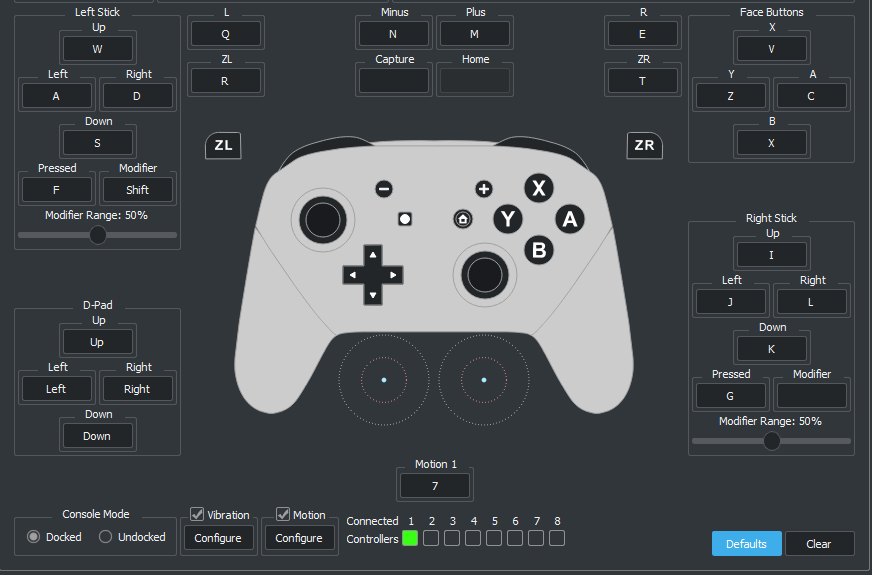 Left Stick
Up
W
Left
Right
A
D
Down
S
Pressed
Modifier
F
Shift
Modifier Range: 50%
L
Q
ZL
R
Minus
Plus
N
M
Capture
Home
R
E
ZR
T
Face Buttons
X
V
Y
A
Z
C
B
X
ZL
ZR
X
Y
A
B
D-Pad
Up
Up
Left
Right
Left
Right
Down
Down
Right Stick
Up
I
Left
Right
J
L
Down
K
Pressed
Modifier
G
Modifier Range: 50%
Motion 1
7
Console Mode
Docked
Undocked
Vibration
Configure
Motion
Configure
Connected 1 2 3 4 5 6 7 8
Controllers
Defaults
Clear